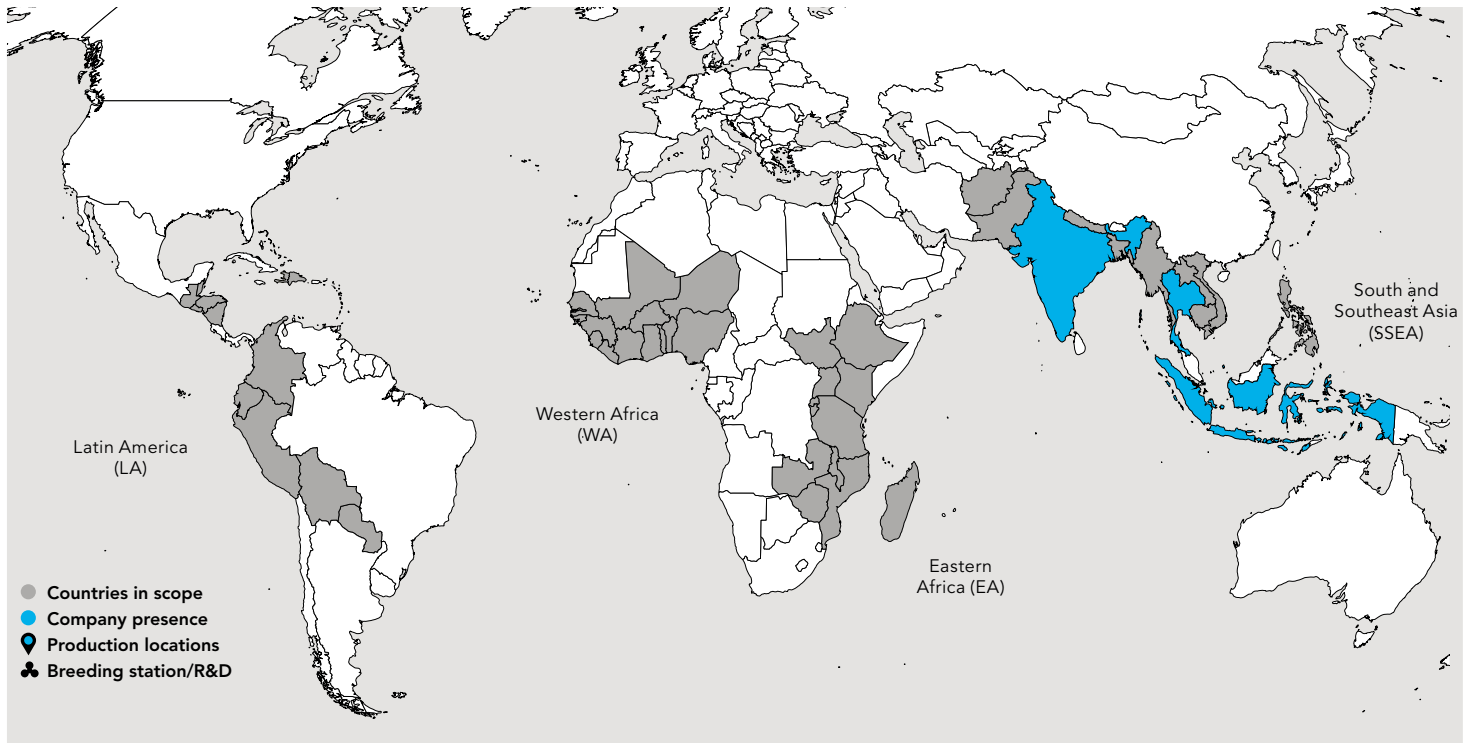 South and
Southeast Asia
(SSEA)
Western Africa
(WA)
Latin America
(LA)
Eastern
Africa (EA)
Countries in scope
Company presence
Production locations
Breeding station/R&D